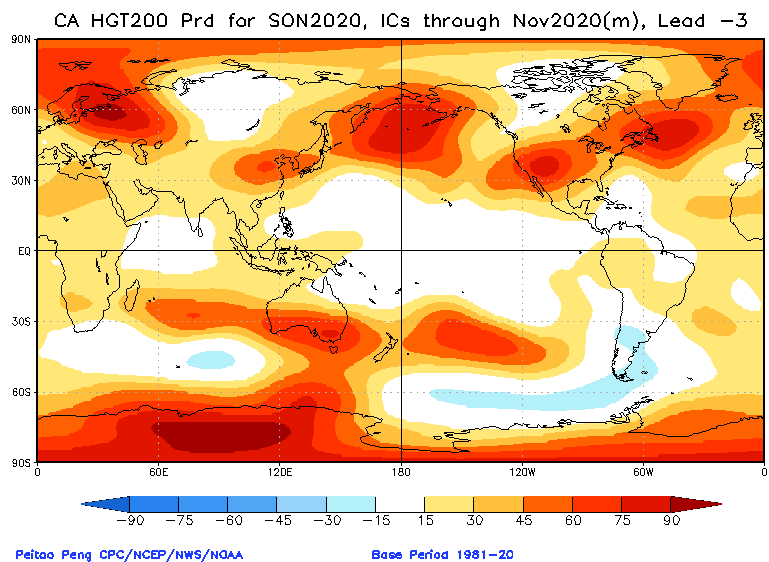 CA HGT200 Prd for SON2020, ICs through Nov2020(m), Lead -3
90N
60N
30N
EQ
30S
60S
90S
0 60E 120E 180 120W 60W 0
-90 -75 -60 -45 -30 -15 15 30 45 60 75 90
Peitao Peng CPC/NCEP/NWS/NOAA Base Period 1981-20